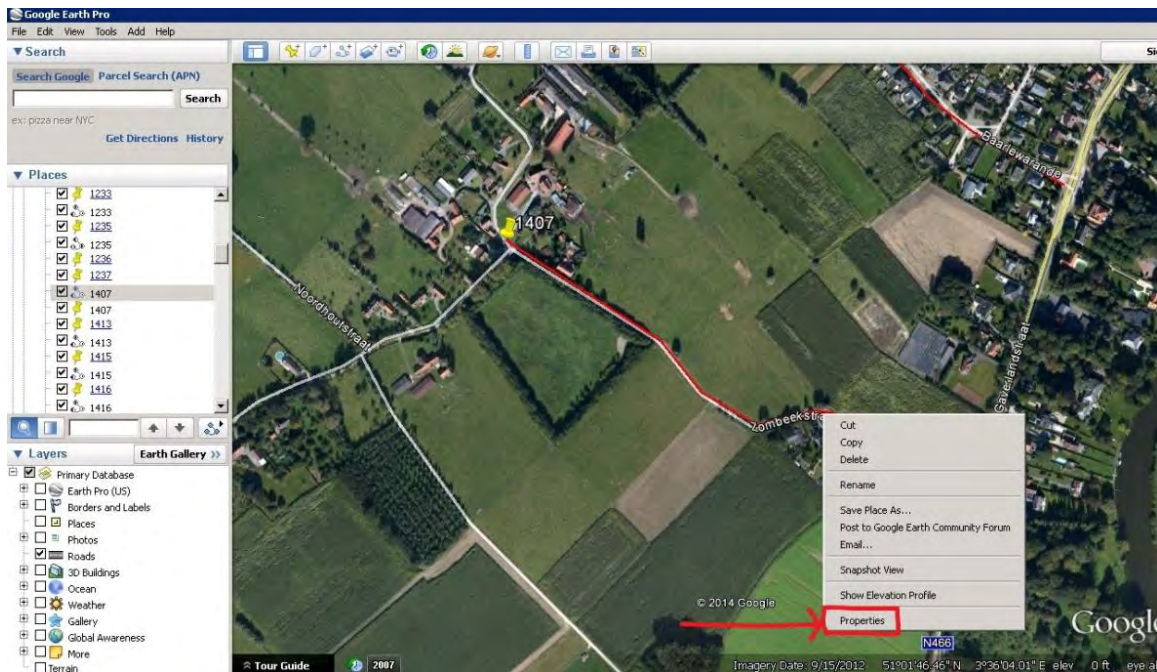 Google Earth Pro
File Edit View Tools Add Help
▼ Search
Search Google Parcel Search (APN)
Search
ex: pizza near NYC
Get Directions History
▼ Places
1233
1233
1235
1235
1236
1237
1407
1407
1413
1413
1415
1415
1416
1416
▼ Layers
Earth Gallery >>
Primary Database
Earth Pro (US)
Borders and Labels
Places
Photos
Roads
3D Buildings
Ocean
Weather
Gallery
Global Awareness
More
Terrain
Baarlewarande
1407
Noordhoutstraat
Gaverlandstraat
Zombeekstra
Cut
Copy
Delete
Rename
Save Place As...
Post to Google Earth Community Forum
Email...
Snapshot View
Show Elevation Profile
Properties
© 2014 Google
Google
N466
Tour Guide
2007
Imagery Date: 9/15/2012 51°01'46.46" N 3°36'04.01" E elev 0 ft eye a